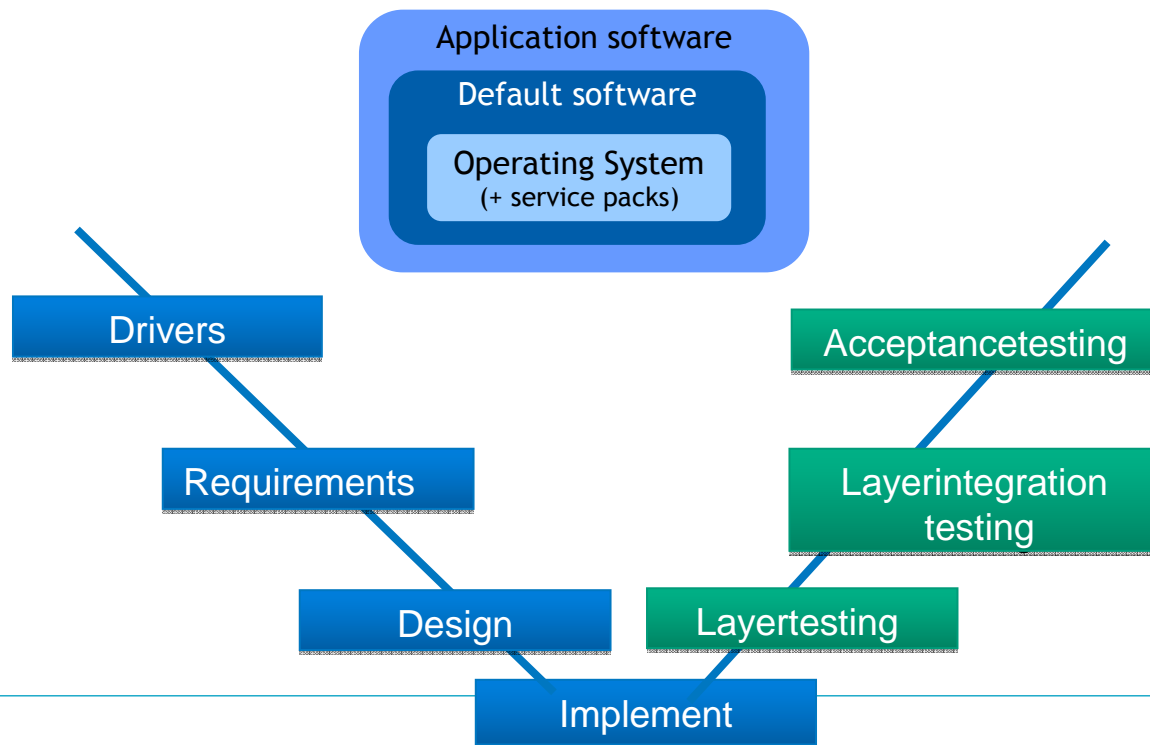 Application software
Default software
Operating System
(+ service packs)
Drivers
Acceptancetesting
Requirements
Layerintegration
testing
Design
Layertesting
Implement